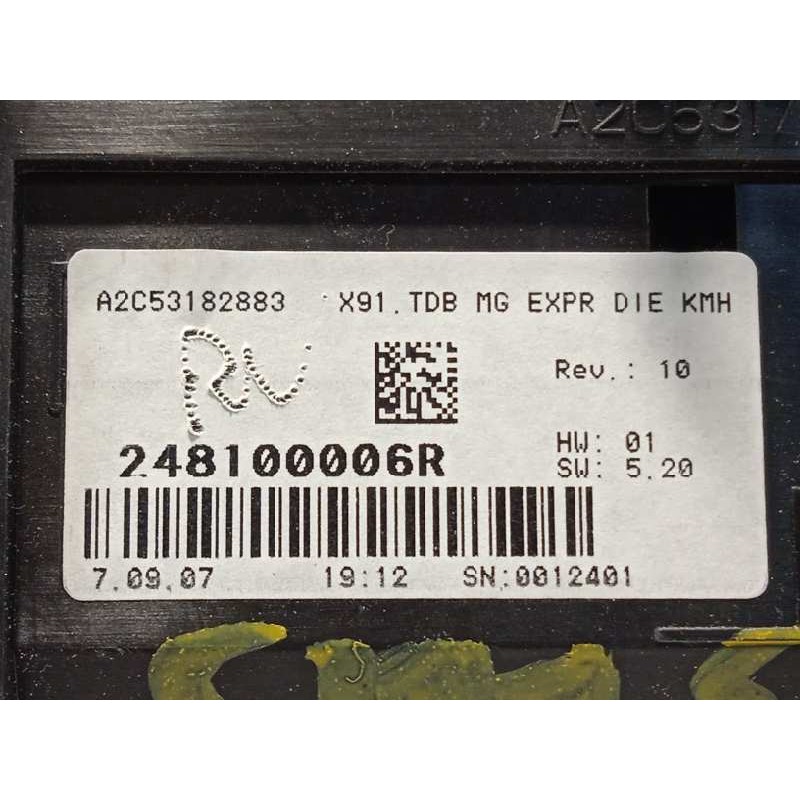 A2C5317
A2C53182883 X91.TDB MG EXPR DIE KMH
Rev.: 10
248100006R
HW: 01
SW: 5.20
7.09.07 19:12 SN:0012401